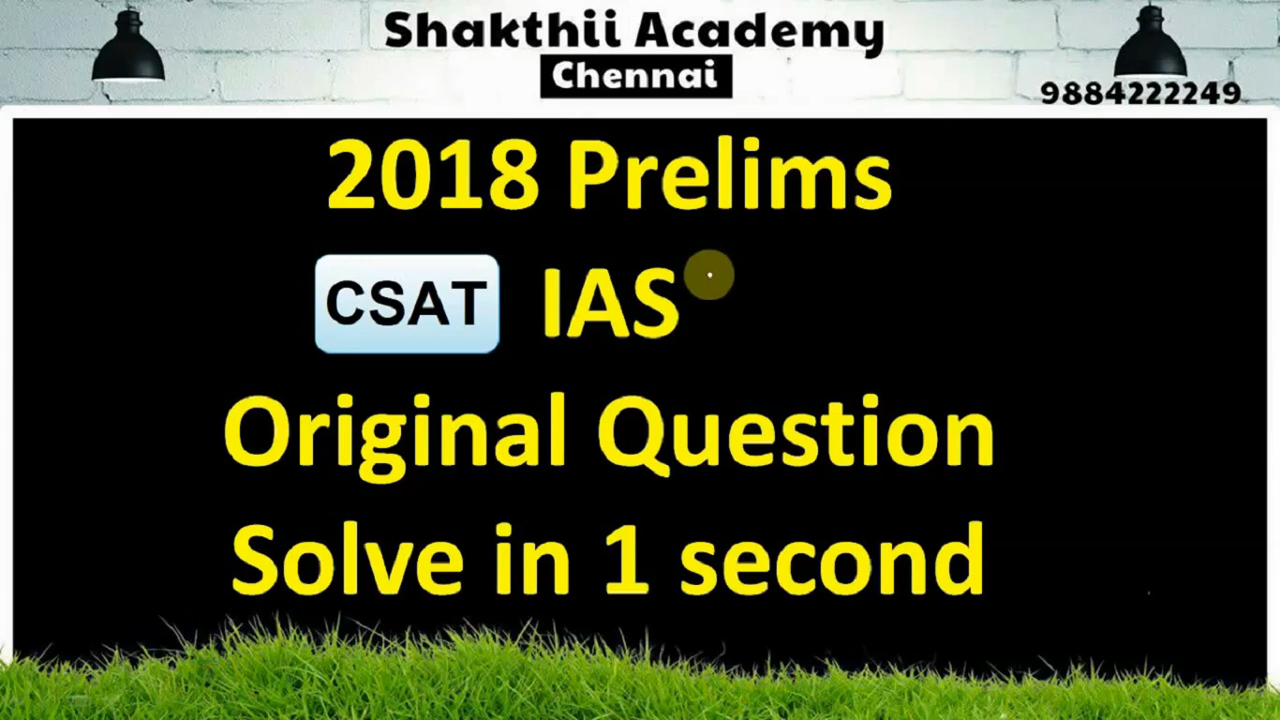 Shakthii Academy
Chennai
9884222249
2018 Prelims
CSAT IAS
Original Question
Solve in 1 second